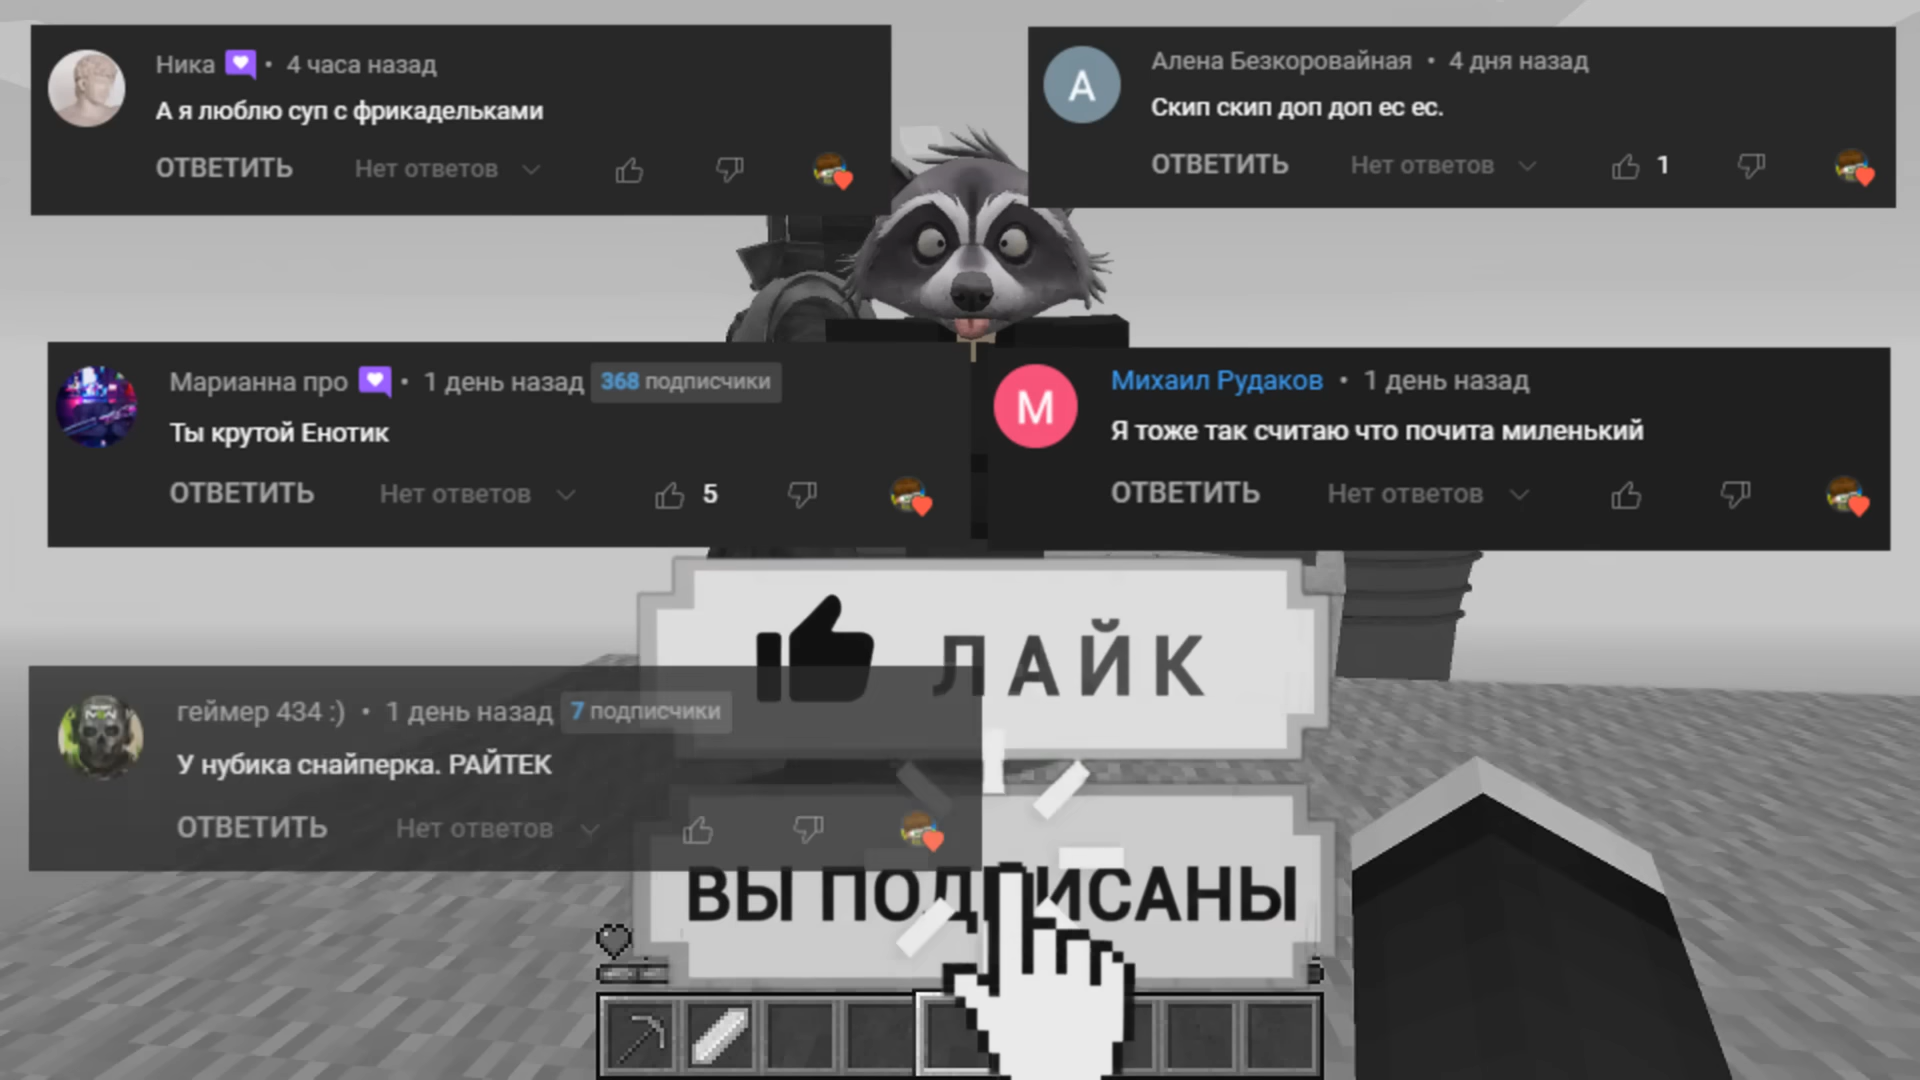 Ника • 4 часа назад
А я люблю суп с фрикадельками
ОТВЕТИТЬ Нет ответов
А
Алена Безкоровайная • 4 дня назад
Скип скип доп доп ес ес.
ОТВЕТИТЬ Нет ответов 1
Марианна про • 1 день назад 368 подписчики
Ты крутой Енотик
ОТВЕТИТЬ Нет ответов 5
М
Михаил Рудаков • 1 день назад
Я тоже так считаю что почита миленький
ОТВЕТИТЬ Нет ответов
ЛАЙК
геймер 434 :) • 1 день назад 7 подписчики
У нубика снайперка. РАЙТЕК
ОТВЕТИТЬ Нет ответов
ВЫ ПОДПИСАНЫ